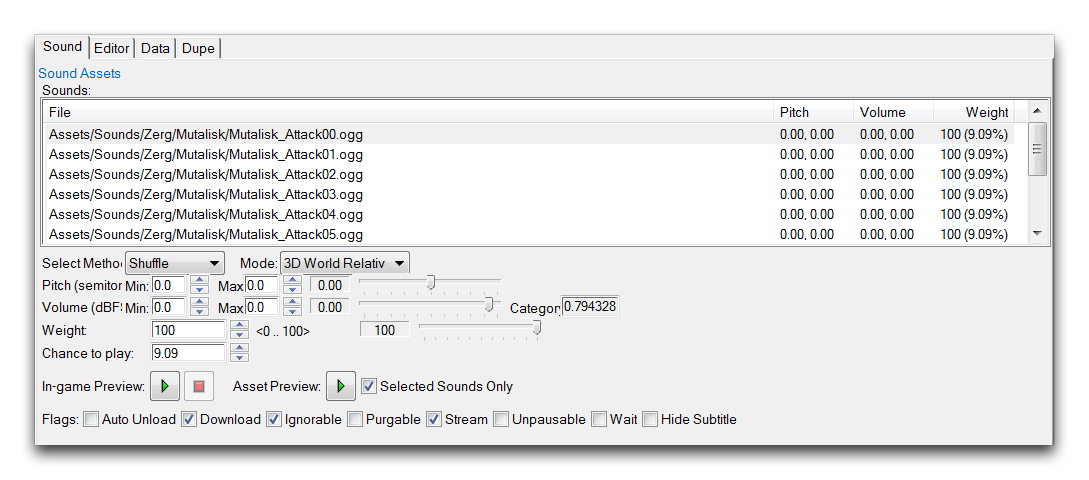 Sound Editor Data Dupe
Sound Assets
Sounds:
File Pitch Volume Weight
Assets/Sounds/Zerg/Mutalisk/Mutalisk_Attack00.ogg 0.00, 0.00 0.00, 0.00 100 (9.09%)
Assets/Sounds/Zerg/Mutalisk/Mutalisk_Attack01.ogg 0.00, 0.00 0.00, 0.00 100 (9.09%)
Assets/Sounds/Zerg/Mutalisk/Mutalisk_Attack02.ogg 0.00, 0.00 0.00, 0.00 100 (9.09%)
Assets/Sounds/Zerg/Mutalisk/Mutalisk_Attack03.ogg 0.00, 0.00 0.00, 0.00 100 (9.09%)
Assets/Sounds/Zerg/Mutalisk/Mutalisk_Attack04.ogg 0.00, 0.00 0.00, 0.00 100 (9.09%)
Assets/Sounds/Zerg/Mutalisk/Mutalisk_Attack05.ogg 0.00, 0.00 0.00, 0.00 100 (9.09%)
Select Metho Shuffle Mode: 3D World Relativ
Pitch (semitor Min: 0.0 Max 0.0 0.00
Volume (dBFS Min: 0.0 Max 0.0 0.00 Categor 0.794328
Weight: 100 <0 .. 100> 100
Chance to play: 9.09
In-game Preview: Asset Preview: Selected Sounds Only
Flags: Auto Unload Download Ignorable Purgable Stream Unpausable Wait Hide Subtitle